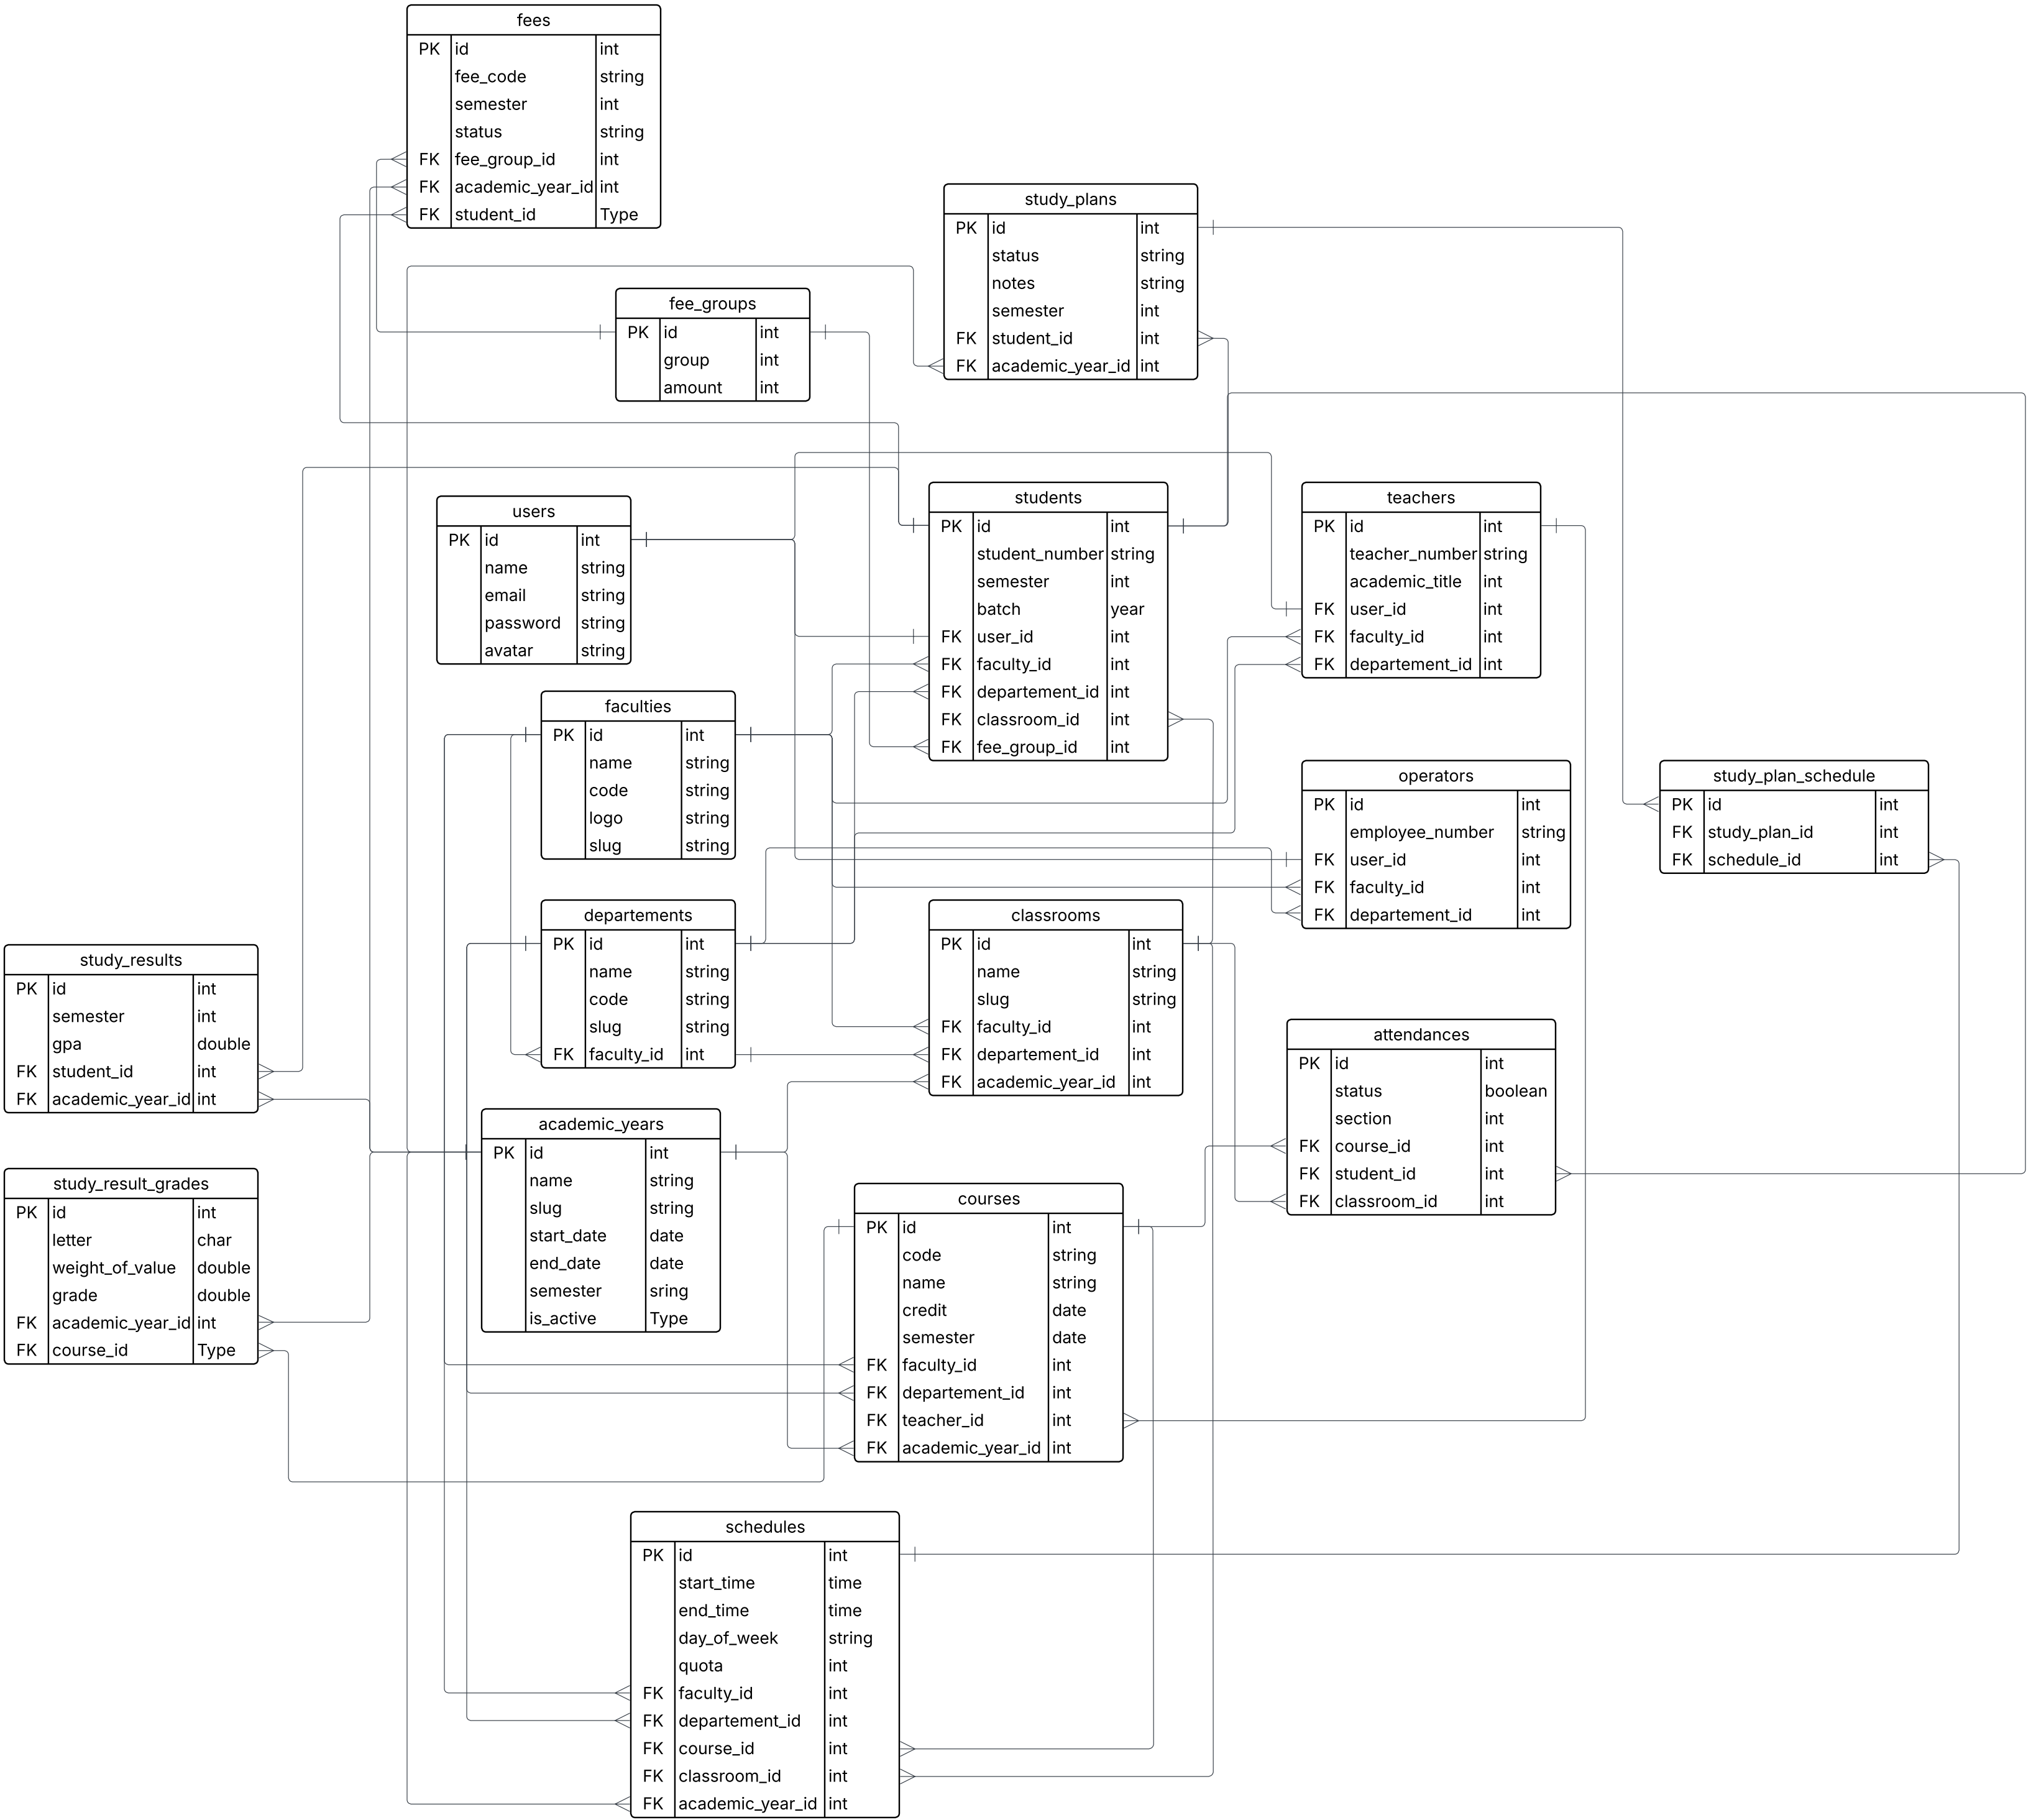 fees
PK id int
fee_code string
semester int
status string
FK fee_group_id int
FK academic_year_id int
FK student_id Type
study_plans
PK id int
status string
notes string
semester int
FK student_id int
FK academic_year_id int
fee_groups
PK id int
group int
amount int
users
PK id int
name string
email string
password string
avatar string
students
PK id int
student_number string
semester int
batch year
FK user_id int
FK faculty_id int
FK departement_id int
FK classroom_id int
FK fee_group_id int
teachers
PK id int
teacher_number string
academic_title int
FK user_id int
FK faculty_id int
FK departement_id int
faculties
PK id int
name string
code string
logo string
slug string
operators
PK id int
employee_number string
FK user_id int
FK faculty_id int
FK departement_id int
study_plan_schedule
PK id int
FK study_plan_id int
FK schedule_id int
departements
PK id int
name string
code string
slug string
FK faculty_id int
classrooms
PK id int
name string
slug string
FK faculty_id int
FK departement_id int
FK academic_year_id int
study_results
PK id int
semester int
gpa double
FK student_id int
FK academic_year_id int
attendances
PK id int
status boolean
section int
FK course_id int
FK student_id int
FK classroom_id int
academic_years
PK id int
name string
slug string
start_date date
end_date date
semester sring
is_active Type
study_result_grades
PK id int
letter char
weight_of_value double
grade double
FK academic_year_id int
FK course_id Type
courses
PK id int
code string
name string
credit date
semester date
FK faculty_id int
FK departement_id int
FK teacher_id int
FK academic_year_id int
schedules
PK id int
start_time time
end_time time
day_of_week string
quota int
FK faculty_id int
FK departement_id int
FK course_id int
FK classroom_id int
FK academic_year_id int